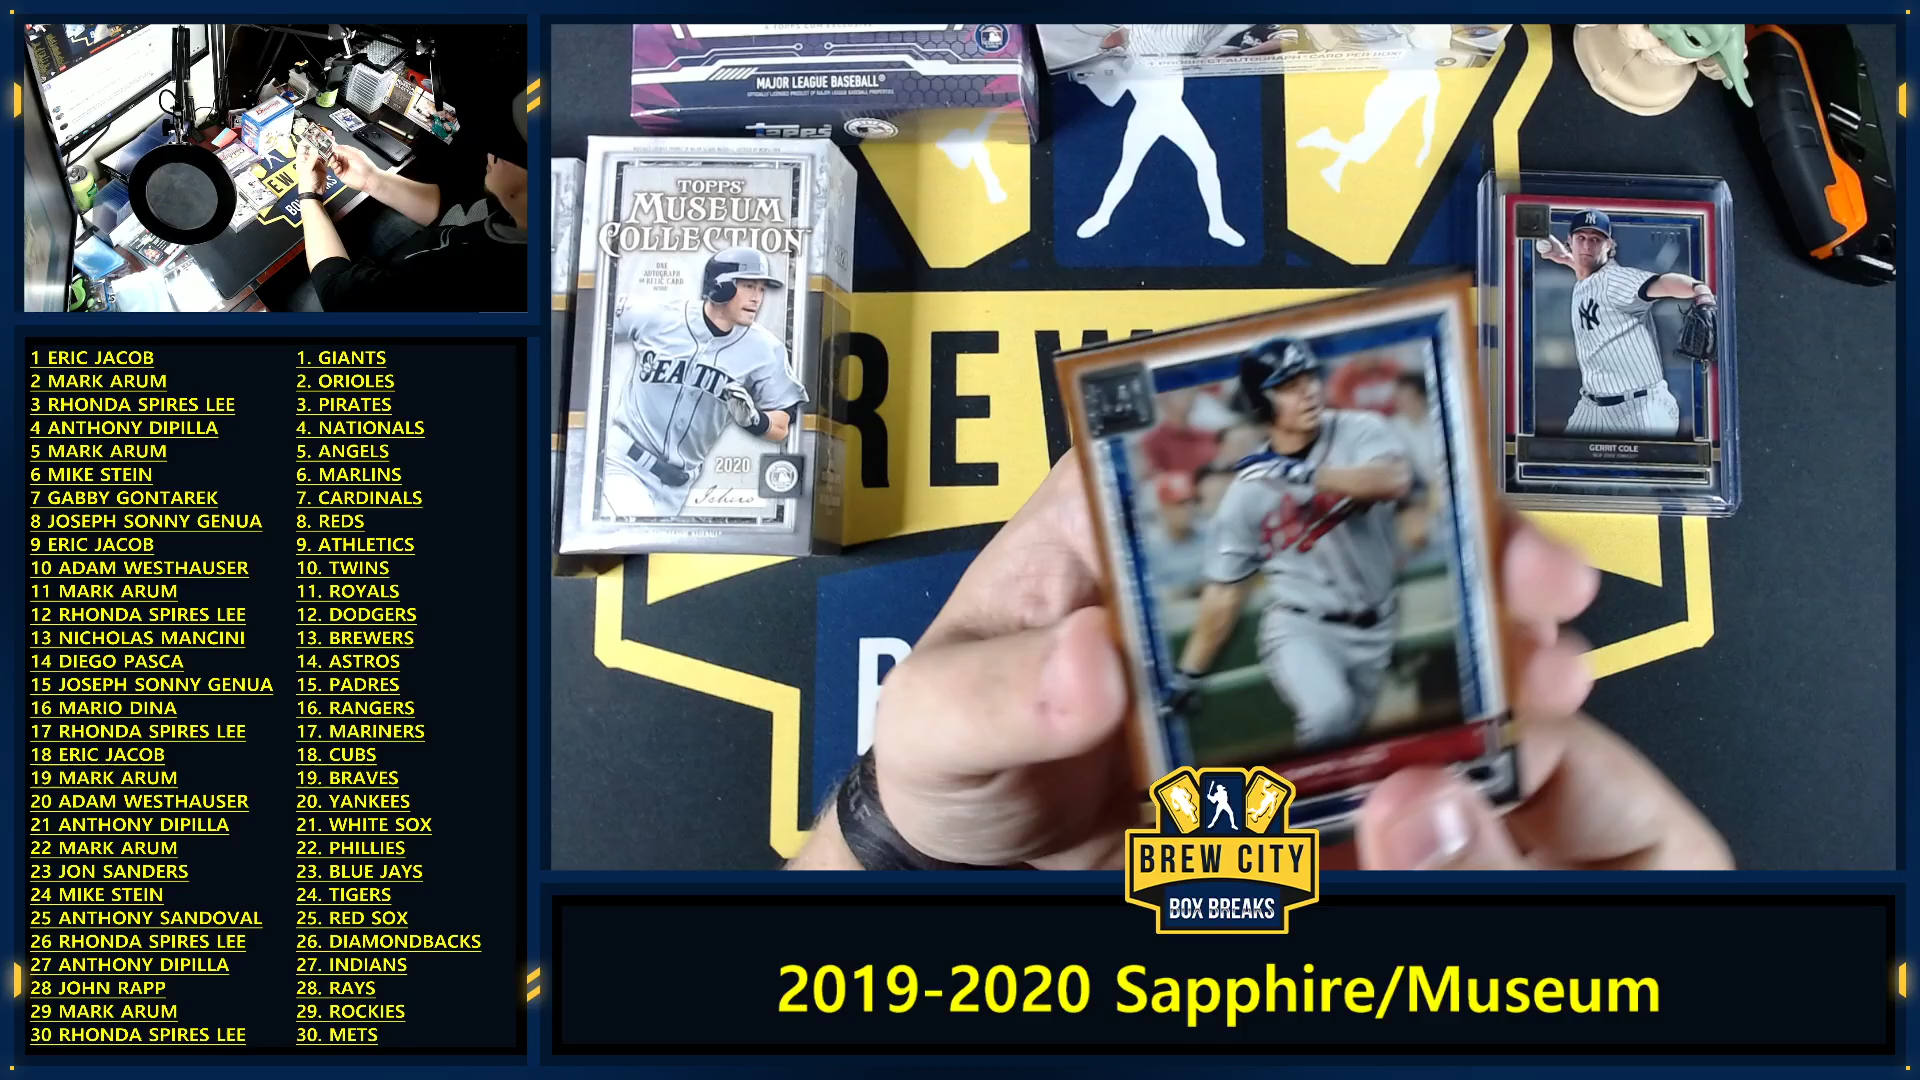 1 ERIC JACOB
2 MARK ARUM
3 RHONDA SPIRES LEE
4 ANTHONY DIPILLA
5 MARK ARUM
6 MIKE STEIN
7 GABBY GONTAREK
8 JOSEPH SONNY GENUA
9 ERIC JACOB
10 ADAM WESTHAUSER
11 MARK ARUM
12 RHONDA SPIRES LEE
13 NICHOLAS MANCINI
14 DIEGO PASCA
15 JOSEPH SONNY GENUA
16 MARIO DINA
17 RHONDA SPIRES LEE
18 ERIC JACOB
19 MARK ARUM
20 ADAM WESTHAUSER
21 ANTHONY DIPILLA
22 MARK ARUM
23 JON SANDERS
24 MIKE STEIN
25 ANTHONY SANDOVAL
26 RHONDA SPIRES LEE
27 ANTHONY DIPILLA
28 JOHN RAPP
29 MARK ARUM
30 RHONDA SPIRES LEE
1. GIANTS
2. ORIOLES
3. PIRATES
4. NATIONALS
5. ANGELS
6. MARLINS
7. CARDINALS
8. REDS
9. ATHLETICS
10. TWINS
11. ROYALS
12. DODGERS
13. BREWERS
14. ASTROS
15. PADRES
16. RANGERS
17. MARINERS
18. CUBS
19. BRAVES
20. YANKEES
21. WHITE SOX
22. PHILLIES
23. BLUE JAYS
24. TIGERS
25. RED SOX
26. DIAMONDBACKS
27. INDIANS
28. RAYS
29. ROCKIES
30. METS
MAJOR LEAGUE BASEBALL®
topps
TOPPS®
MUSEUM
COLLECTION
ONE
AUTOGRAPH
OR RELIC CARD
2020
Ichiro
GERRIT COLE
BREW CITY
BOX BREAKS
2019-2020 Sapphire/Museum